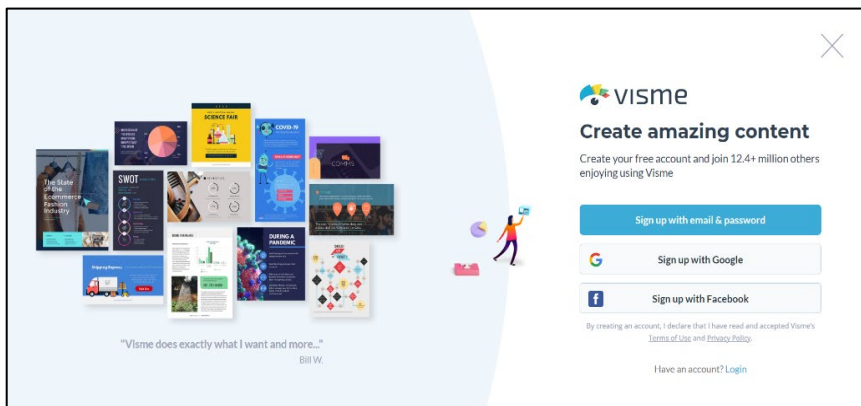 SCIENCE FAIR
COVID-19
COMMS
The State
of the
Ecommerce
Fashion
Industry
SWOT
DURING A
PANDEMIC
Shipping Express
"Visme does exactly what I want and more..."
Bill W.
visme
Create amazing content
Create your free account and join 12.4+ million others
enjoying using Visme
Sign up with email & password
Sign up with Google
Sign up with Facebook
By creating an account, I declare that I have read and accepted Visme's
Terms of Use and Privacy Policy.
Have an account? Login